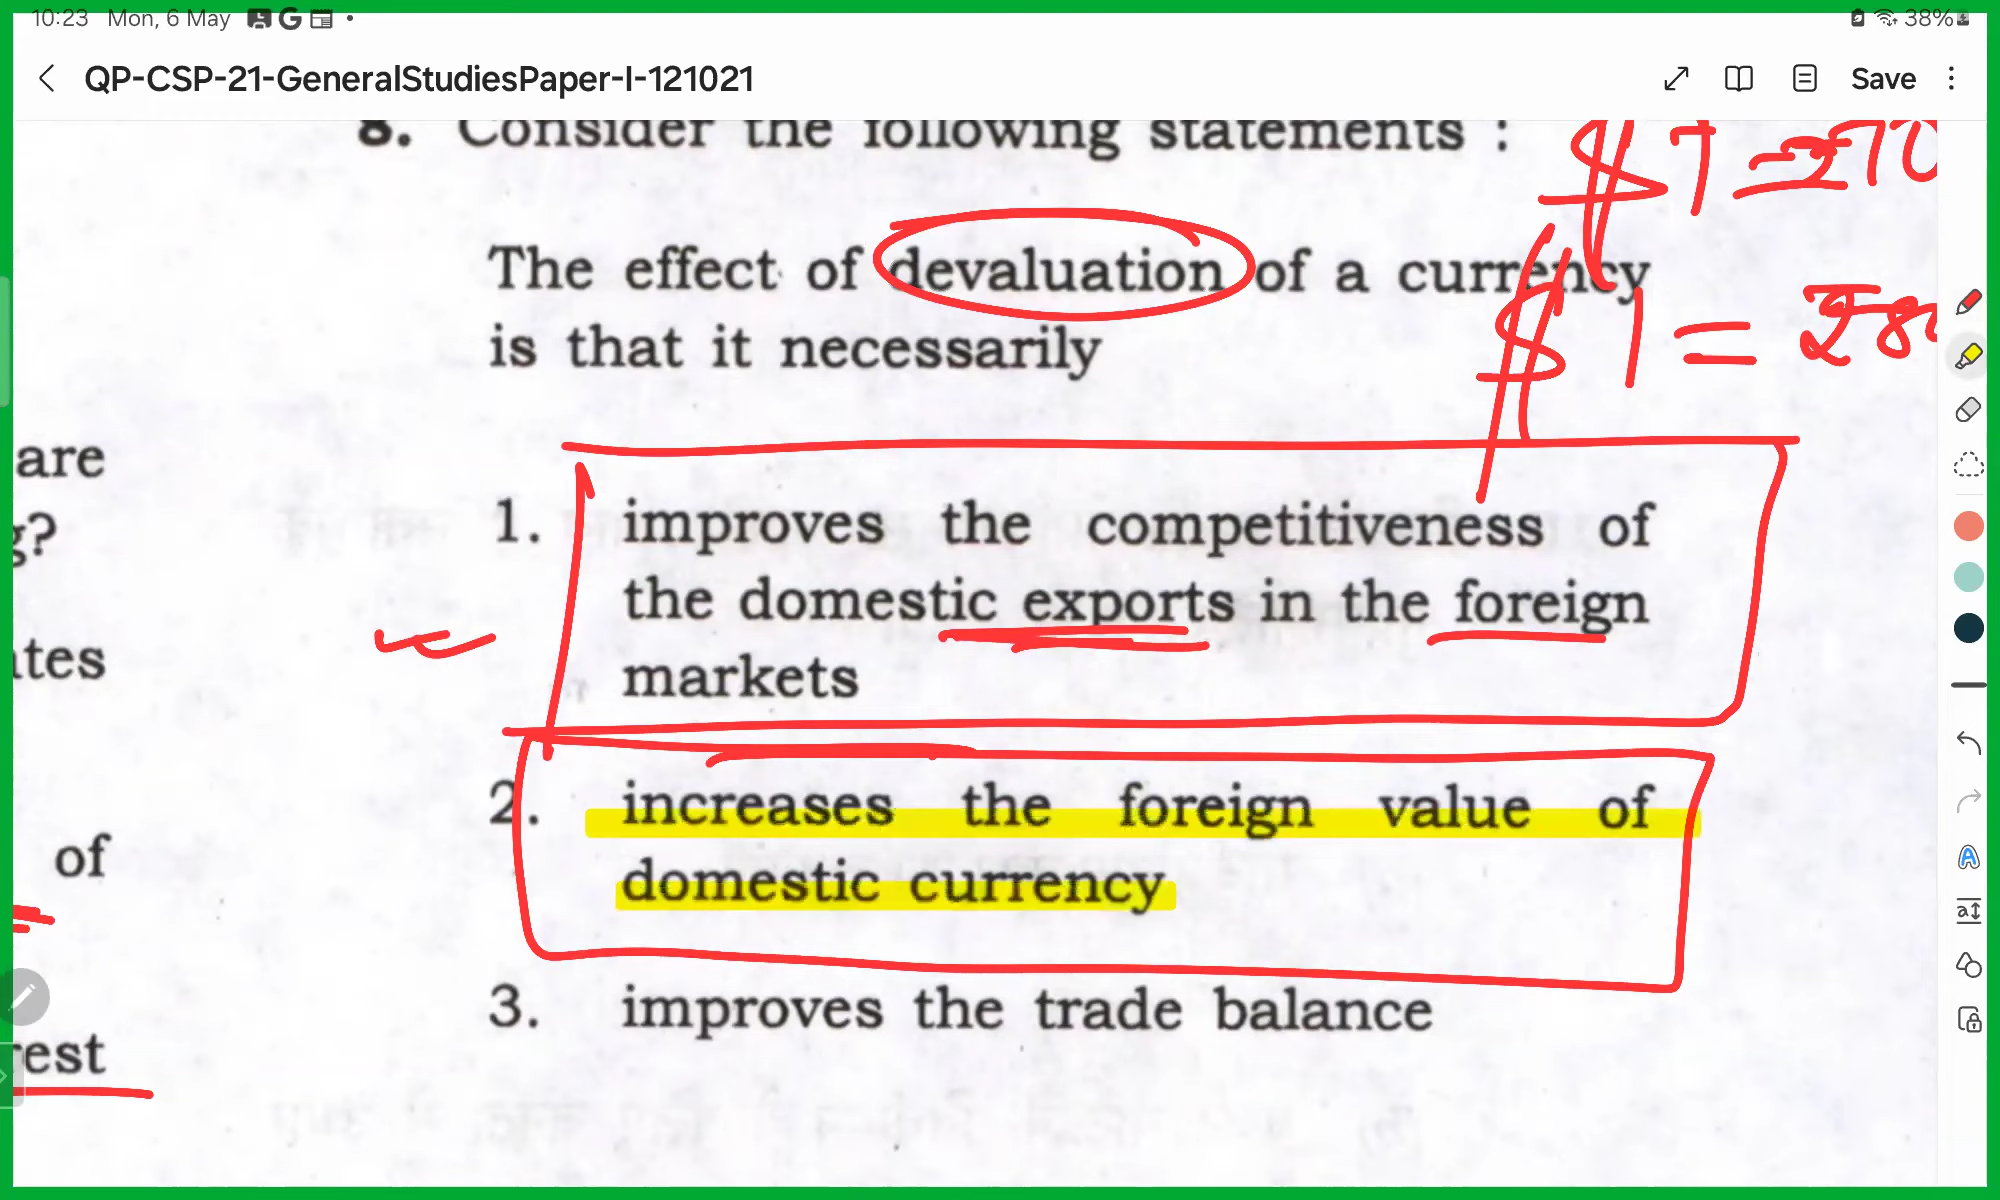 10:23 Mon, 6 May
38%
QP-CSP-21-GeneralStudiesPaper-I-121021
Save
8. Consider the following statements :
The effect of devaluation of a currency
is that it necessarily
1. improves the competitiveness of
the domestic exports in the foreign
markets
2. increases the foreign value of
domestic currency
3. improves the trade balance
are
g?
of
rest
$ 1 = ₹70
$ 1 =